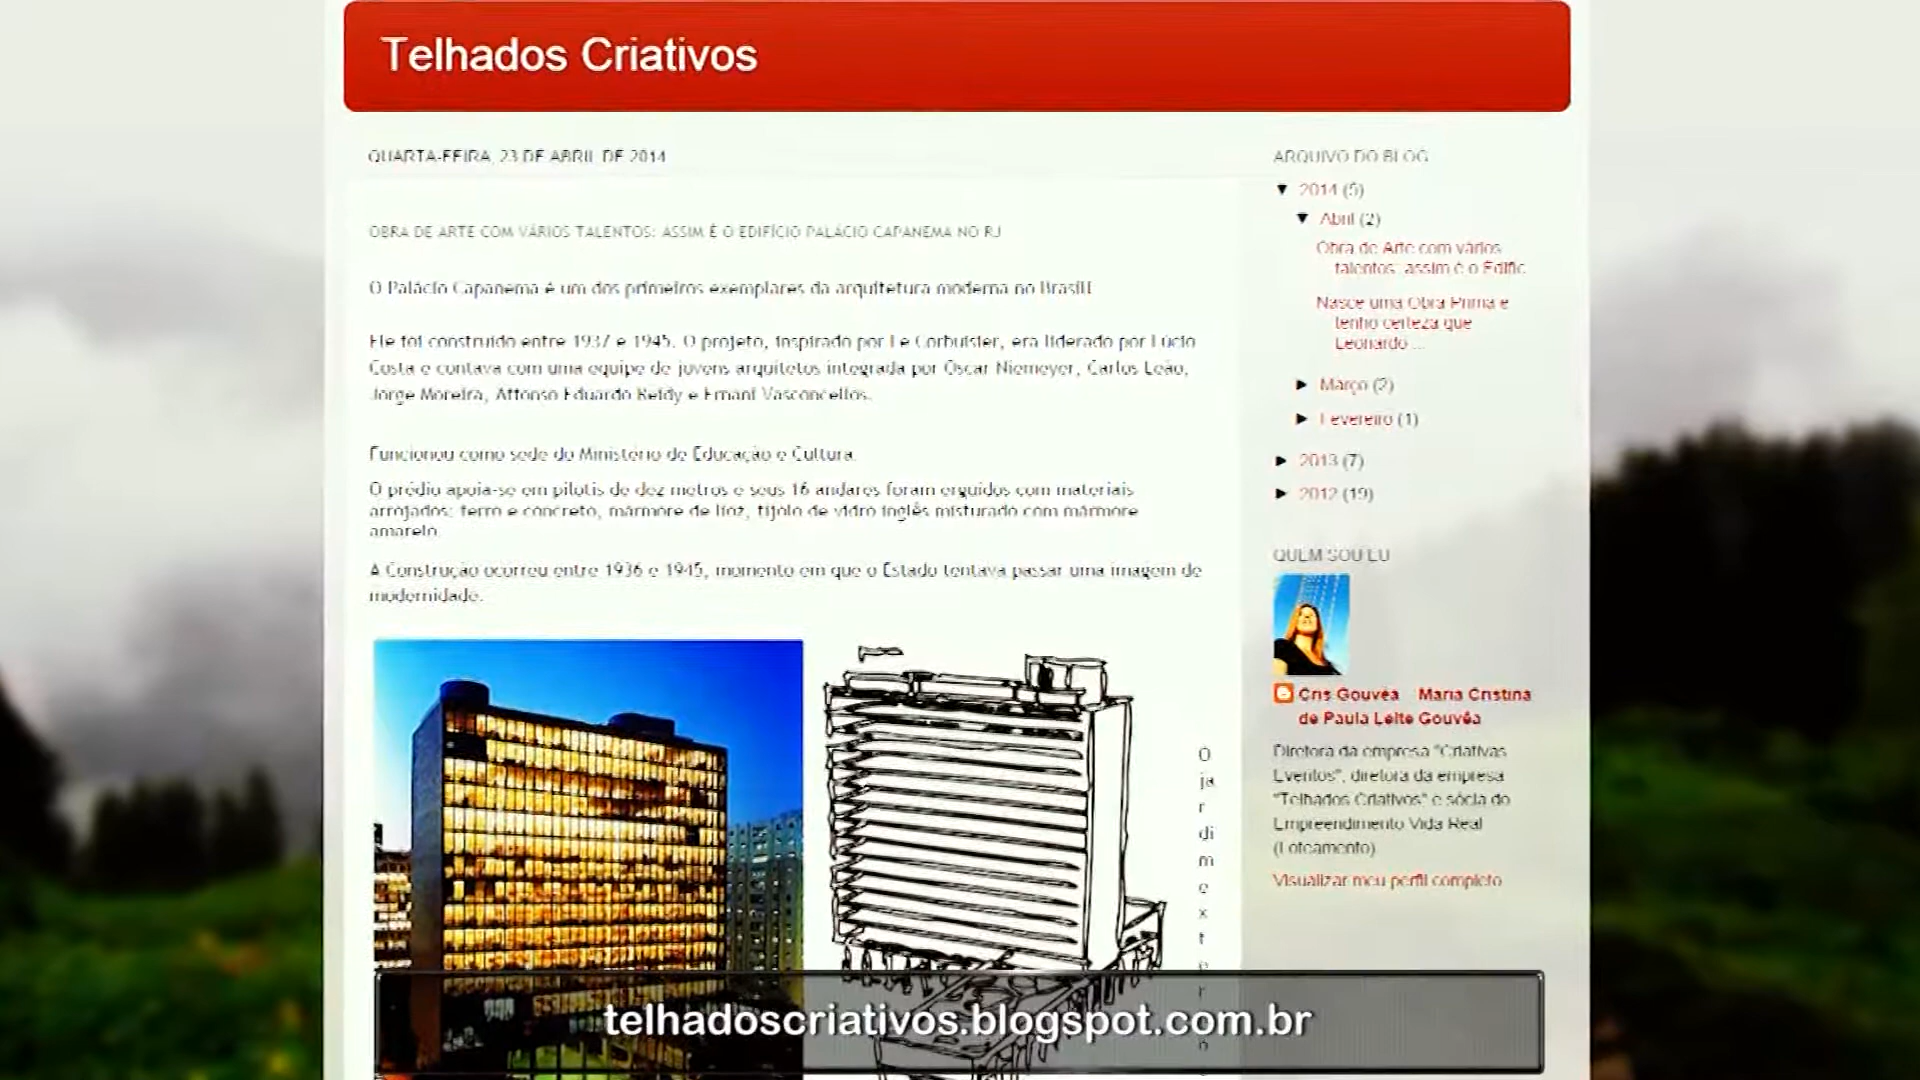 Telhados Criativos
QUARTA-FEIRA, 23 DE ABRIL DE 2014
OBRA DE ARTE COM VÁRIOS TALENTOS: ASSIM É O EDIFÍCIO PALÁCIO CAPANEMA NO RJ
O Palácio Capanema é um dos primeiros exemplares da arquitetura moderna no Brasil!
Ele foi construído entre 1937 e 1945. O projeto, inspirado por Le Corbuisier, era liderado por Lúcio
Costa e contava com uma equipe de jovens arquitetos integrada por Oscar Niemeyer, Carlos Leão,
Jorge Moreira, Affonso Eduardo Reidy e Ernani Vasconcellos.
Funcionou como sede do Ministério de Educação e Cultura.
O prédio apoia-se em pilotis de dez metros e seus 16 andares foram erguidos com materiais
arrojados: ferro e concreto, mármore de lioz, tijolo de vidro inglês misturado com mármore
amarelo.
A Construção ocorreu entre 1936 e 1945, momento em que o Estado tentava passar uma imagem de
modernidade.
O
ja
r
di
m
e
x
t
e
r
o
ARQUIVO DO BLOG
▼ 2014 (5)
▼ Abril (2)
Obra de Arte com vários
talentos: assim é o Edific...
Nasce uma Obra Prima e
tenho certeza que
Leonardo ...
► Março (2)
► Fevereiro (1)
► 2013 (7)
► 2012 (19)
QUEM SOU EU
Cris Gouvêa Maria Cristina
de Paula Leite Gouvêa
Diretora da empresa "Criativas
Eventos", diretora da empresa
"Telhados Criativos" e sócia do
Empreendimento Vida Real
(Loteamento)
Visualizar meu perfil completo
telhadoscriativos.blogspot.com.br